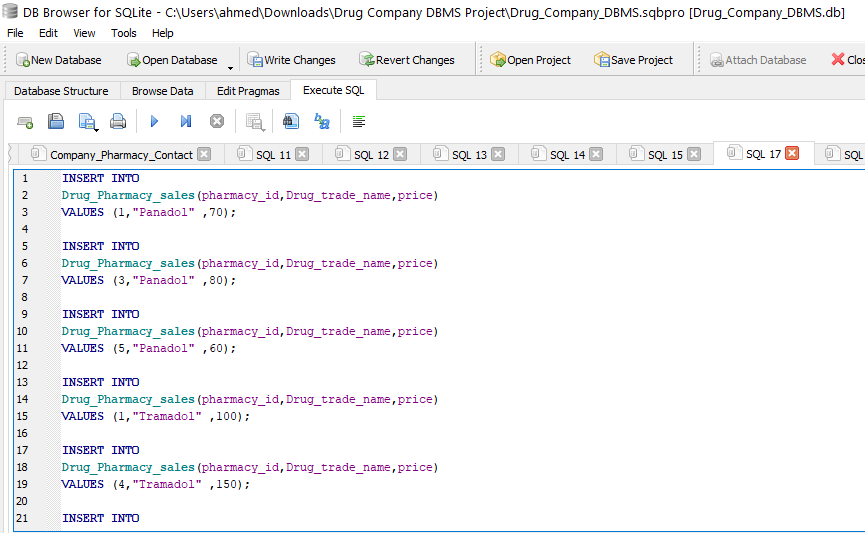 DB Browser for SQLite - C:\Users\ahmed\Downloads\Drug Company DBMS Project\Drug_Company_DBMS.sqbpro [Drug_Company_DBMS.db]
File Edit View Tools Help
New Database Open Database Write Changes Revert Changes Open Project Save Project Attach Database Clos
Database Structure Browse Data Edit Pragmas Execute SQL
Company_Pharmacy_Contact SQL 11 SQL 12 SQL 13 SQL 14 SQL 15 SQL 17 SQL
1 INSERT INTO
2 Drug_Pharmacy_sales(pharmacy_id,Drug_trade_name,price)
3 VALUES (1,"Panadol" ,70);
4
5 INSERT INTO
6 Drug_Pharmacy_sales(pharmacy_id,Drug_trade_name,price)
7 VALUES (3,"Panadol" ,80);
8
9 INSERT INTO
10 Drug_Pharmacy_sales(pharmacy_id,Drug_trade_name,price)
11 VALUES (5,"Panadol" ,60);
12
13 INSERT INTO
14 Drug_Pharmacy_sales(pharmacy_id,Drug_trade_name,price)
15 VALUES (1,"Tramadol" ,100);
16
17 INSERT INTO
18 Drug_Pharmacy_sales(pharmacy_id,Drug_trade_name,price)
19 VALUES (4,"Tramadol" ,150);
20
21 INSERT INTO